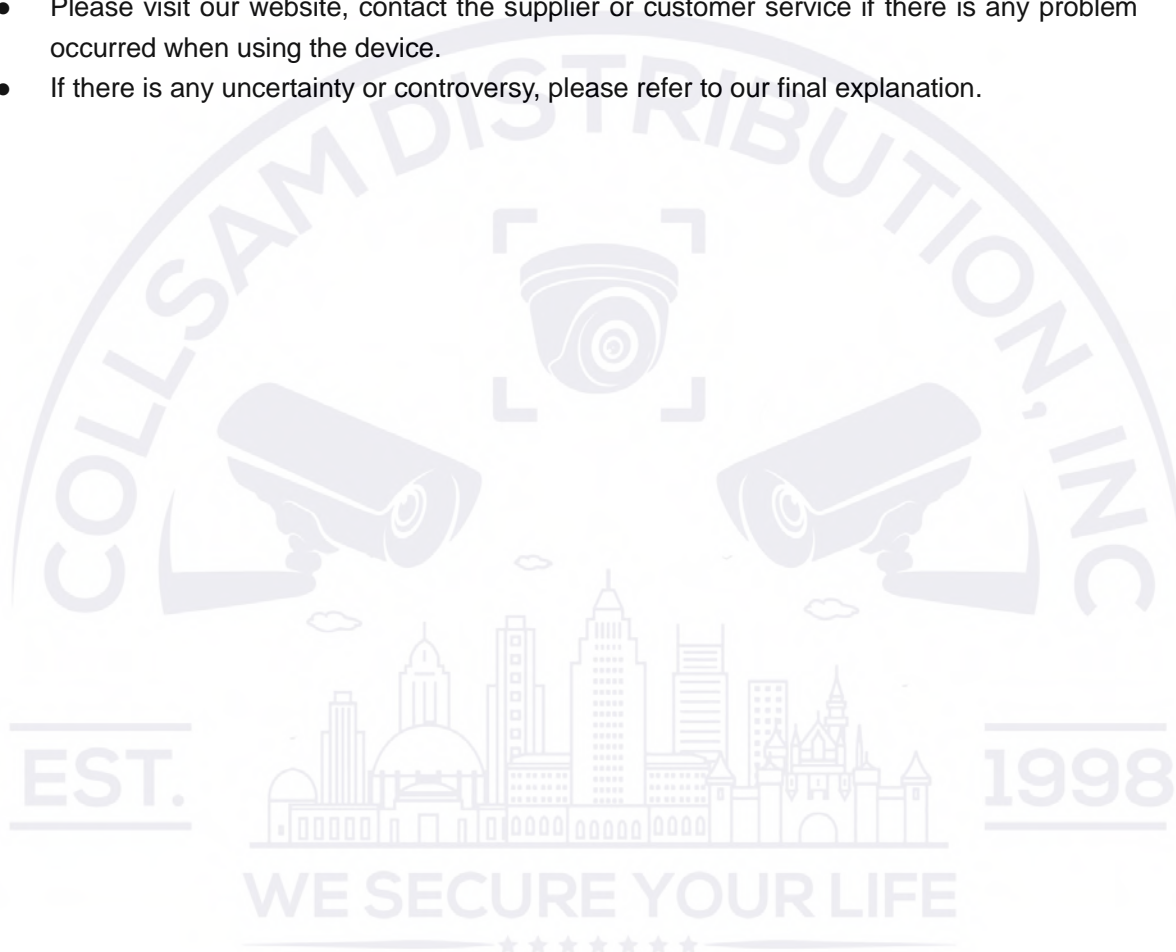 ● Please visit our website, contact the supplier or customer service if there is any problem
occurred when using the device.
● If there is any uncertainty or controversy, please refer to our final explanation.
COLLSAM DISTRIBUTION, INC
EST.
1998
WE SECURE YOUR LIFE